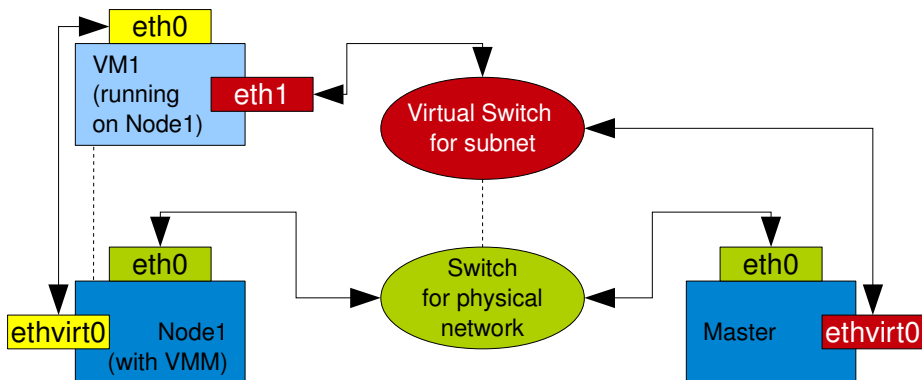 eth0
VM1
(running
on Node1)
eth1
Virtual Switch
for subnet
eth0
Switch
for physical
network
eth0
ethvirt0
Node1
(with VMM)
Master
ethvirt0